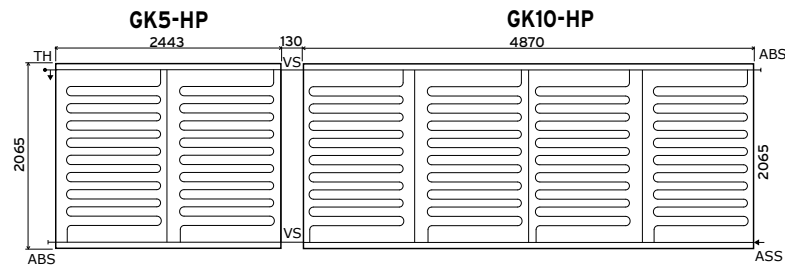 GK5-HP GK10-HP
2443 130 4870
TH VS ABS
2065 2065
ABS VS ASS